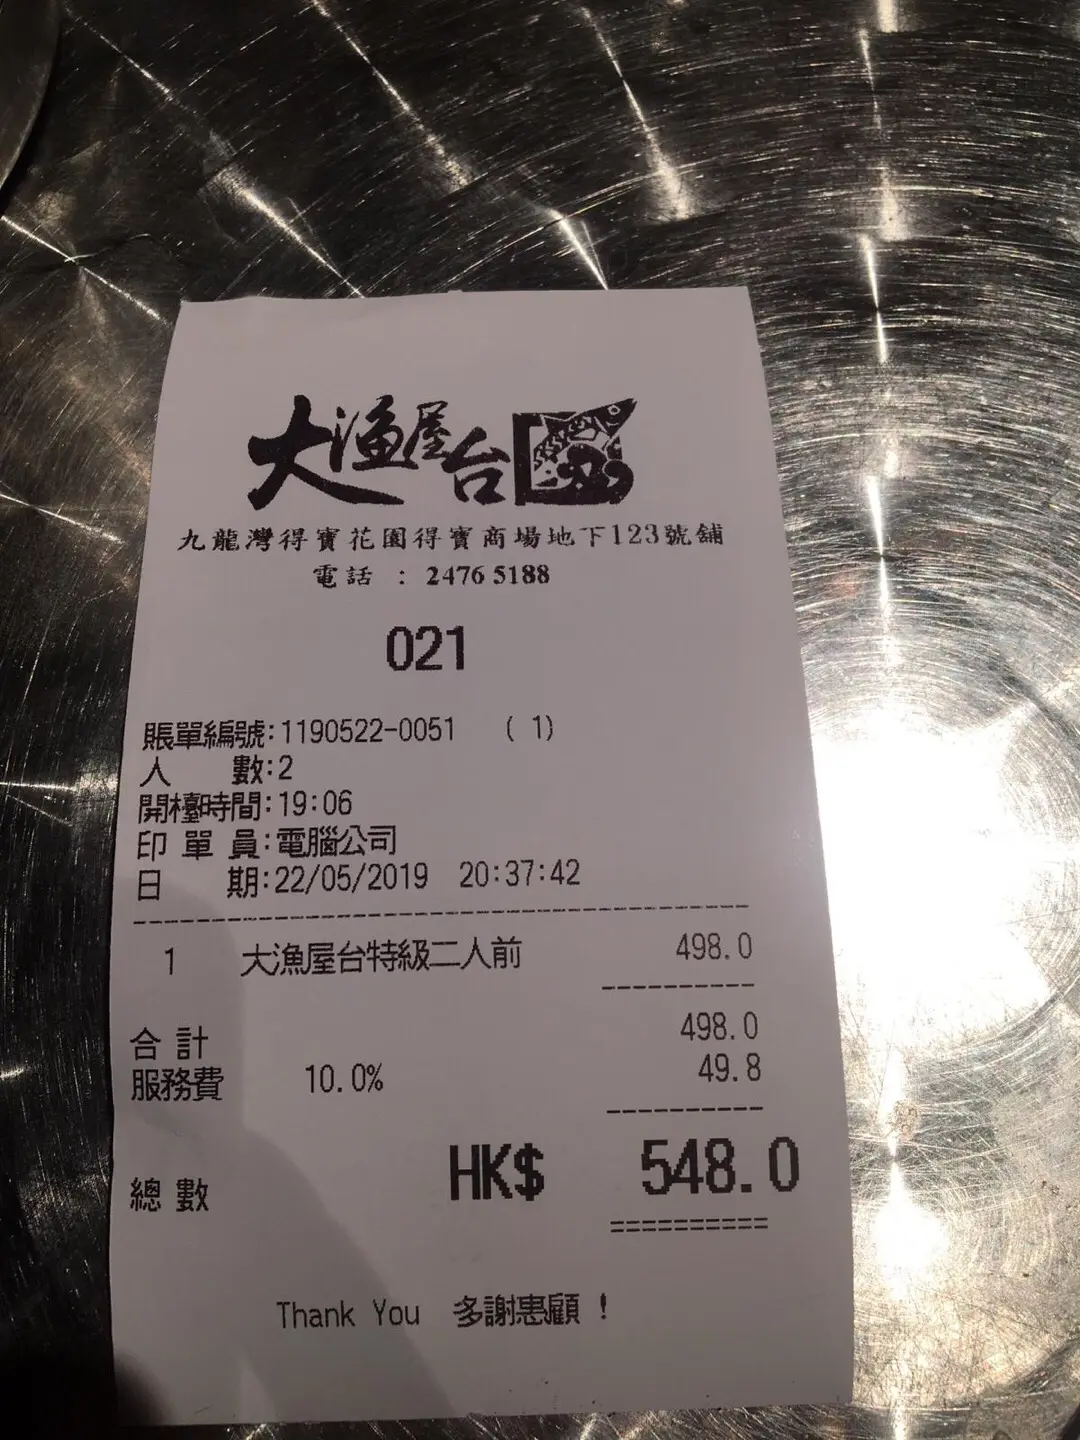 大漁屋台
九龍灣得寶花園得寶商場地下123號舖
電話 : 2476 5188
021
賬單編號:1190522-0051 ( 1)
人 數:2
開檯時間:19:06
印 單 員:電腦公司
日 期:22/05/2019 20:37:42
1 大漁屋台特級二人前 498.0
合 計 498.0
服務費 10.0% 49.8
總 數 HK$ 548.0
Thank You 多謝惠顧 !